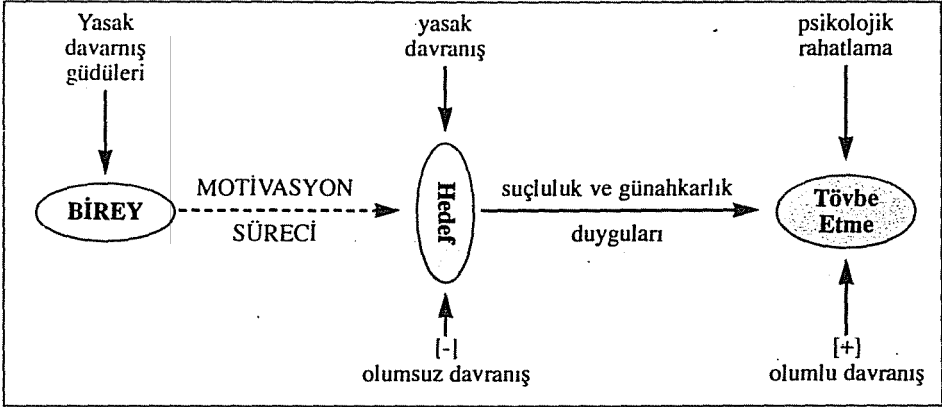 Yasak
davarnış
güdüleri
yasak
davranış
psikolojik
rahatlama
BİREY
MOTİVASYON
SÜRECİ
Hedef
suçluluk ve günahkarlık
duyguları
Tövbe
Etme
[-]
olumsuz davranış
[+]
olumlu davranış